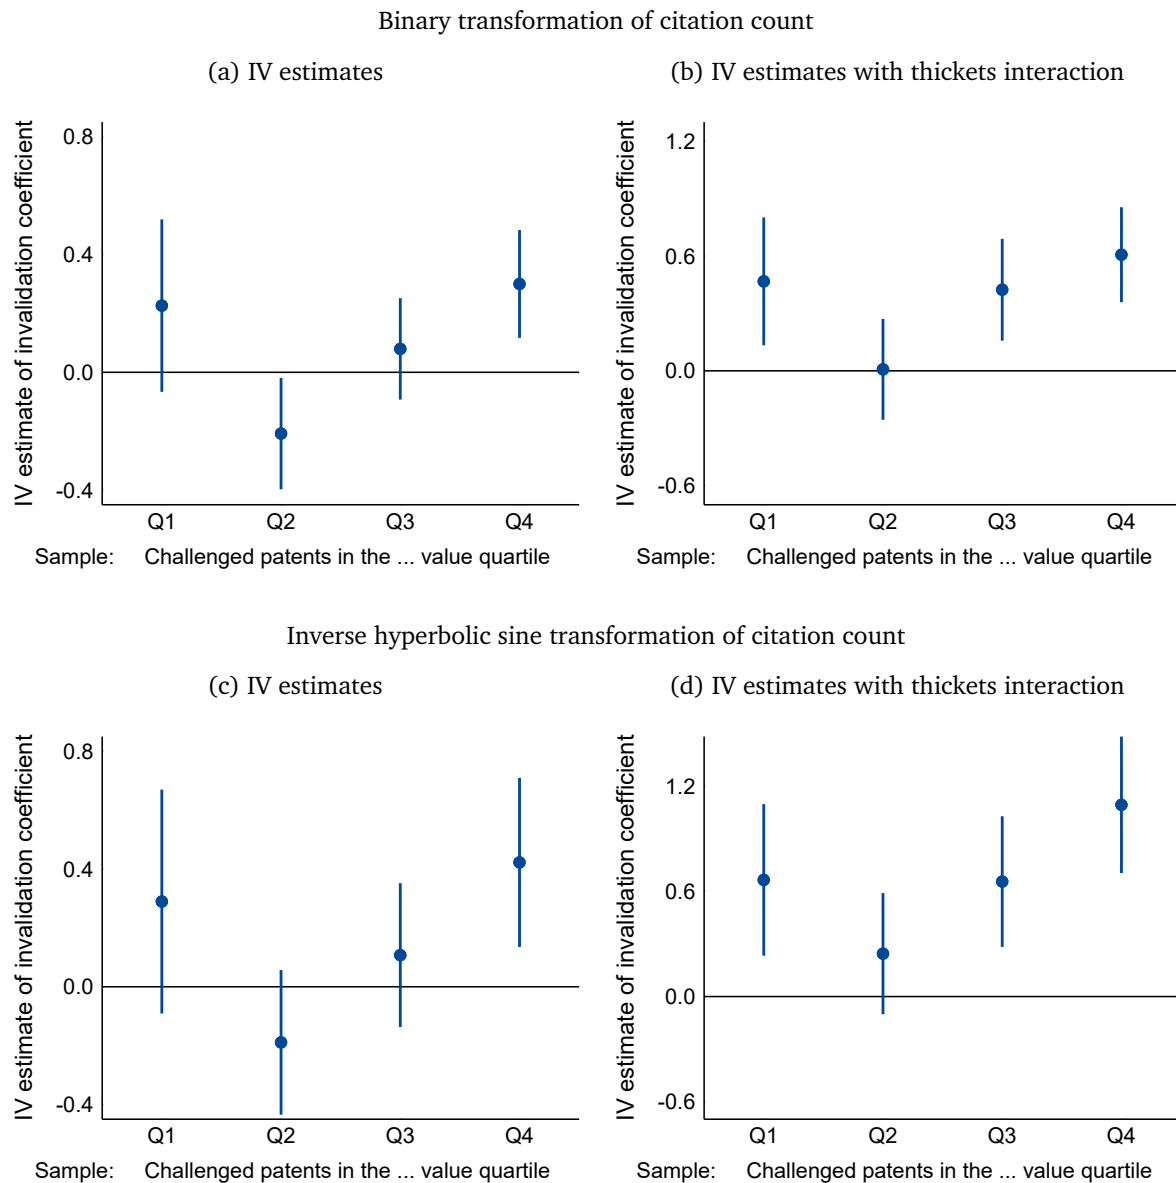 Binary transformation of citation count
(a) IV estimates
IV estimate of invalidation coefficient
0.8
0.4
0.0
-0.4
Q1 Q2 Q3 Q4
Sample: Challenged patents in the ... value quartile
(b) IV estimates with thickets interaction
IV estimate of invalidation coefficient
1.2
0.6
0.0
-0.6
Q1 Q2 Q3 Q4
Sample: Challenged patents in the ... value quartile
Inverse hyperbolic sine transformation of citation count
(c) IV estimates
IV estimate of invalidation coefficient
0.8
0.4
0.0
-0.4
Q1 Q2 Q3 Q4
Sample: Challenged patents in the ... value quartile
(d) IV estimates with thickets interaction
IV estimate of invalidation coefficient
1.2
0.6
0.0
-0.6
Q1 Q2 Q3 Q4
Sample: Challenged patents in the ... value quartile